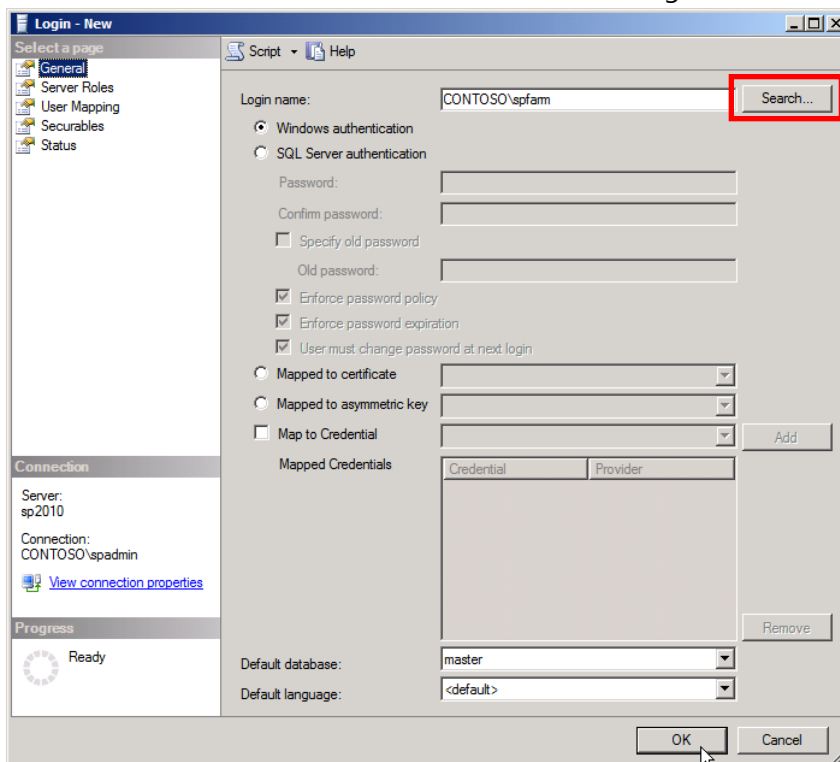 Login - New
Select a page
General
Server Roles
User Mapping
Securables
Status
Script Help
Login name: CONTOSO\spfarm Search...
Windows authentication
SQL Server authentication
Password:
Confirm password:
Specify old password
Old password:
Enforce password policy
Enforce password expiration
User must change password at next login
Mapped to certificate
Mapped to asymmetric key
Map to Credential Add
Mapped Credentials Credential Provider
Remove
Default database: master
Default language: <default>
Connection
Server:
sp2010
Connection:
CONTOSO\spadmin
View connection properties
Progress
Ready
OK Cancel